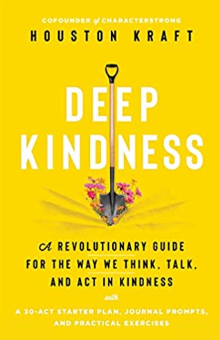 COFOUNDER of CHARACTERSTRONG
HOUSTON KRAFT
DEEP
KINDNESS
A REVOLUTIONARY GUIDE
FOR THE WAY WE THINK, TALK,
AND ACT IN KINDNESS
with
A 30-ACT STARTER PLAN, JOURNAL PROMPTS,
AND PRACTICAL EXERCISES